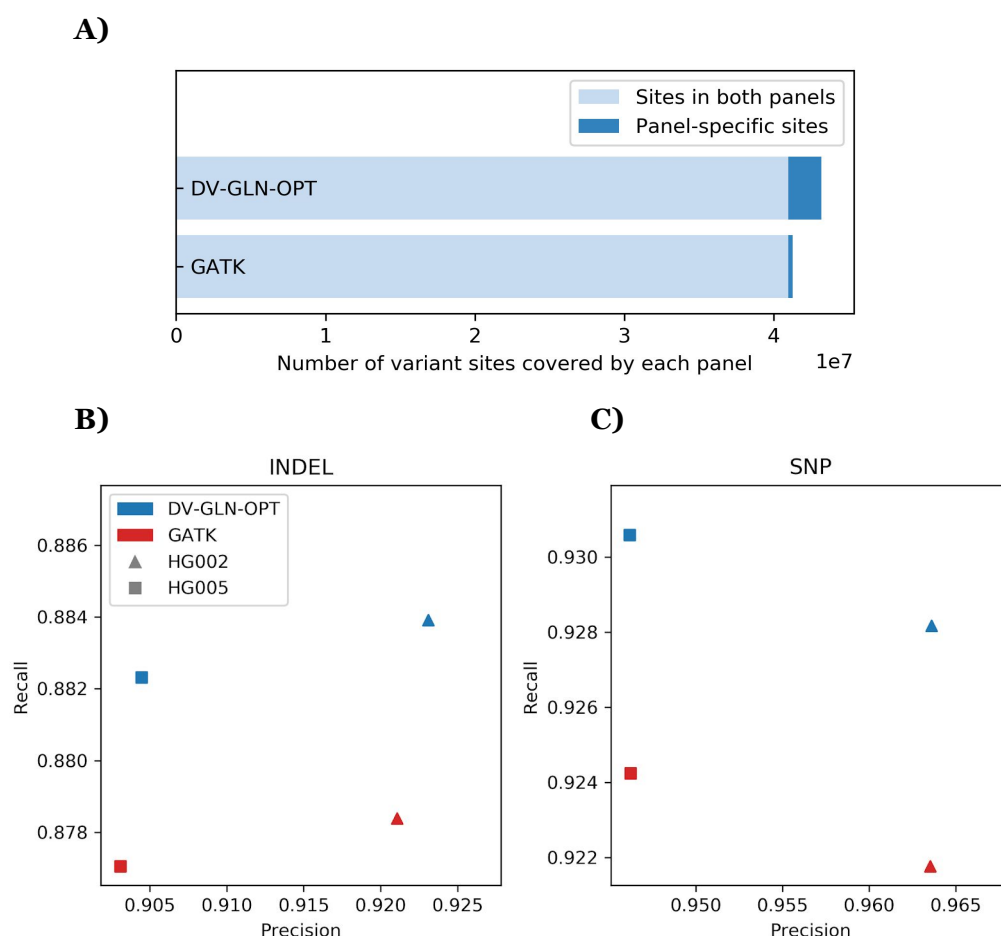 A)
Sites in both panels
Panel-specific sites
DV-GLN-OPT
GATK
0 1 2 3 4
Number of variant sites covered by each panel 1e7
B)
INDEL
DV-GLN-OPT
GATK
HG002
HG005
0.886
0.884
0.882
0.880
0.878
Recall
0.905 0.910 0.915 0.920 0.925
Precision
C)
SNP
0.930
0.928
0.926
0.924
0.922
Recall
0.950 0.955 0.960 0.965
Precision